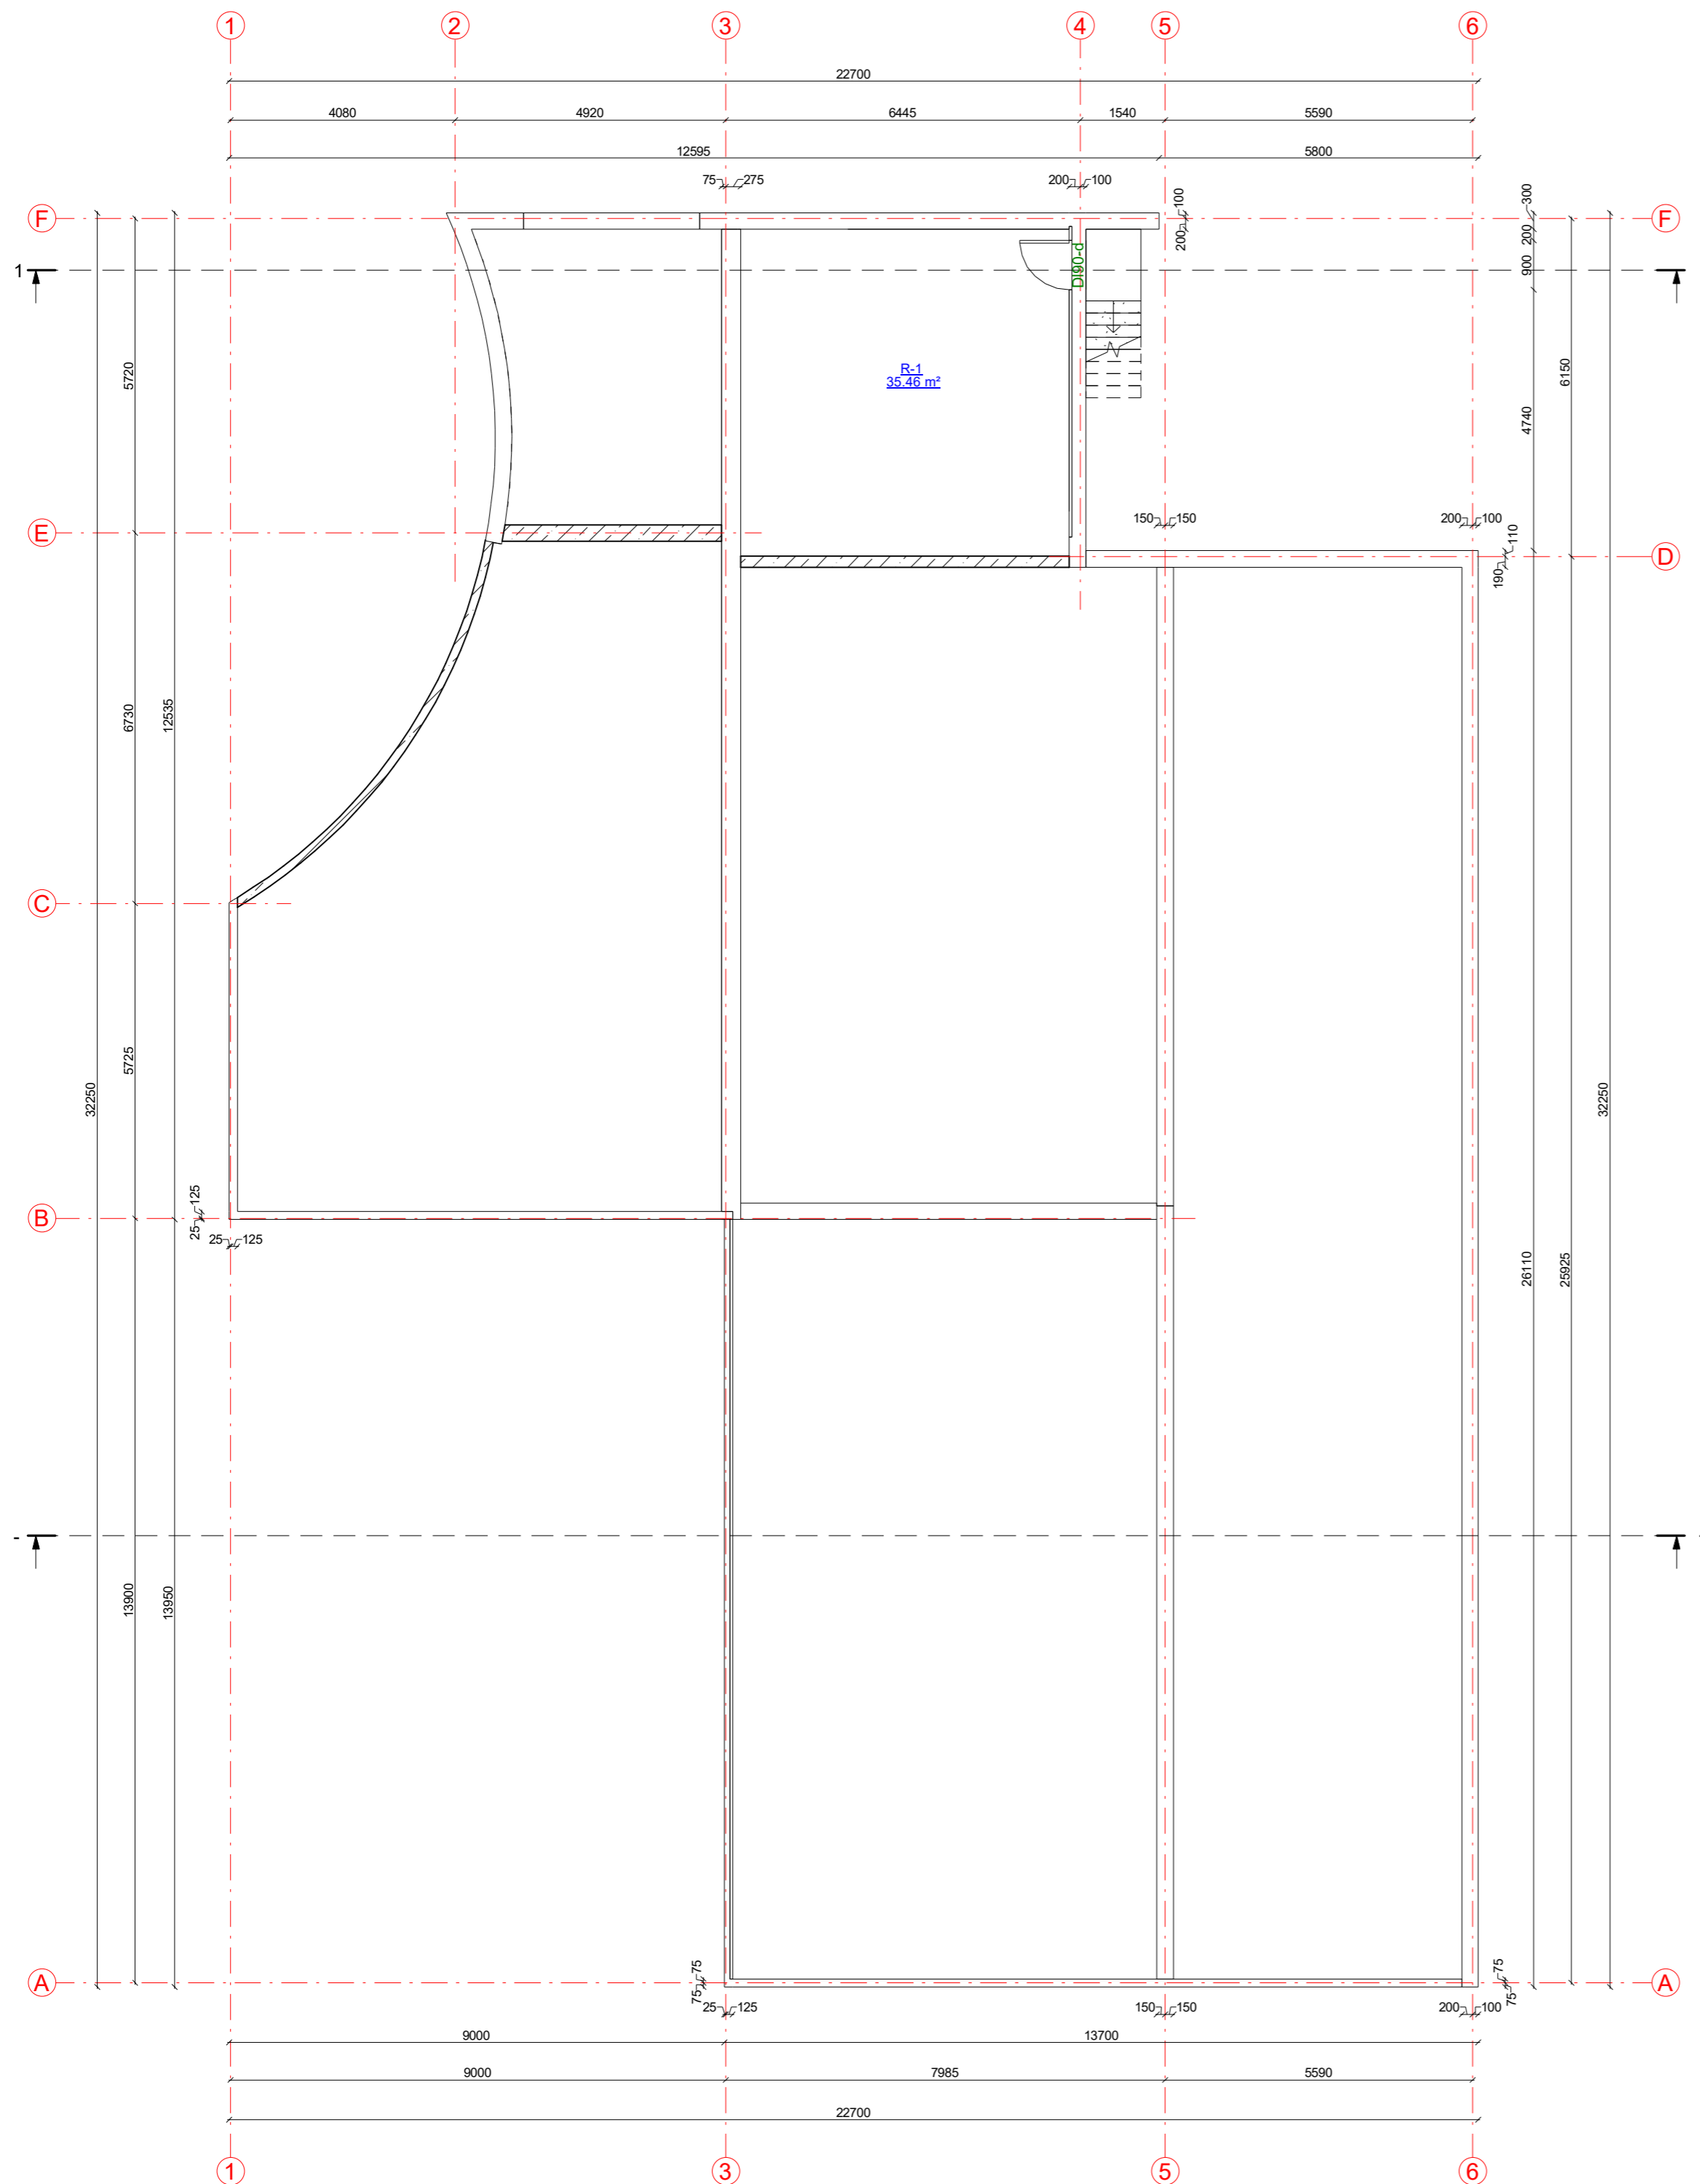 1 2 3 4 5 6
22700
4080 4920 6445 1540 5590
12595 5800
75 275 200 100
F 100 300 F
200 200
1 900
DI90-d
5720 R-1 6150
35.46 m²
4740
E 150 150 200 100 110
D
190
6730 12535
C
5725
32250 32250
125
B
25
25 125
26110 25925
13900 13950
-
A 75 75 A
75 75
25 125 150 150 200 100
9000 13700
9000 7985 5590
22700
1 3 5 6